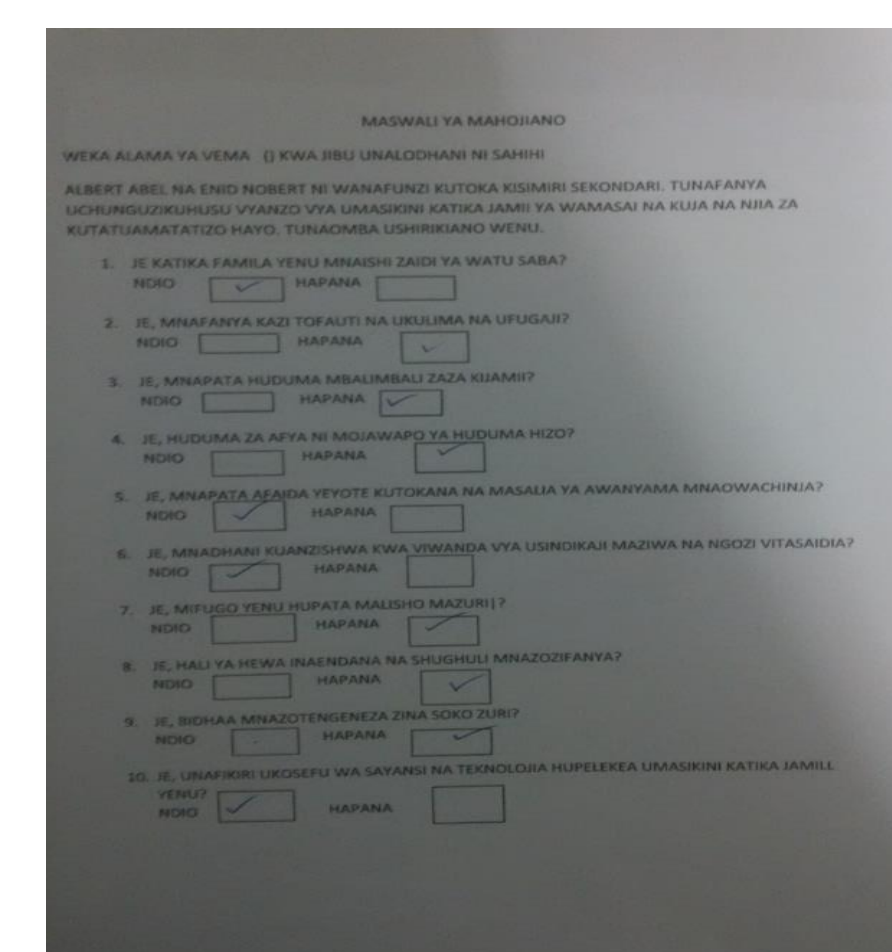 MASWALI YA MAHOJIANO
WEKA ALAMA YA VEMA () KWA JIBU UNALODHANI NI SAHIHI
ALBERT ABEL NA ENID NOBERT NI WANAFUNZI KUTOKA KISIMIRI SEKONDARI. TUNAFANYA
UCHUNGUZIKUHUSU VYANZO VYA UMASIKINI KATIKA JAMII YA WAMASAI NA KUJA NA NJIA ZA
KUTATUAMATATIZO HAYO. TUNAOMBA USHIRIKIANO WENU.
1. JE KATIKA FAMILA YENU MNAISHI ZAIDI YA WATU SABA?
NDIO ✓ HAPANA
2. JE, MNAFANYA KAZI TOFAUTI NA UKULIMA NA UFUGAJI?
NDIO HAPANA ✓
3. JE, MNAPATA HUDUMA MBALIMBALI ZAZA KIJAMII?
NDIO HAPANA ✓
4. JE, HUDUMA ZA AFYA NI MOJAWAPO YA HUDUMA HIZO?
NDIO HAPANA ✓
5. JE, MNAPATA AFAIDA YEYOTE KUTOKANA NA MASALIA YA AWANYAMA MNAOWACHINJA?
NDIO ✓ HAPANA
6. JE, MNADHANI KUANZISHWA KWA VIWANDA VYA USINDIKAJI MAZIWA NA NGOZI VITASAIDIA?
NDIO ✓ HAPANA
7. JE, MIFUGO YENU HUPATA MALISHO MAZURI|?
NDIO HAPANA ✓
8. JE, HALI YA HEWA INAENDANA NA SHUGHULI MNAZOZIFANYA?
NDIO HAPANA ✓
9. JE, BIDHAA MNAZOTENGENEZA ZINA SOKO ZURI?
NDIO HAPANA ✓
10. JE, UNAFIKIRI UKOSEFU WA SAYANSI NA TEKNOLOJIA HUPELEKEA UMASIKINI KATIKA JAMILL
YENU?
NDIO ✓ HAPANA